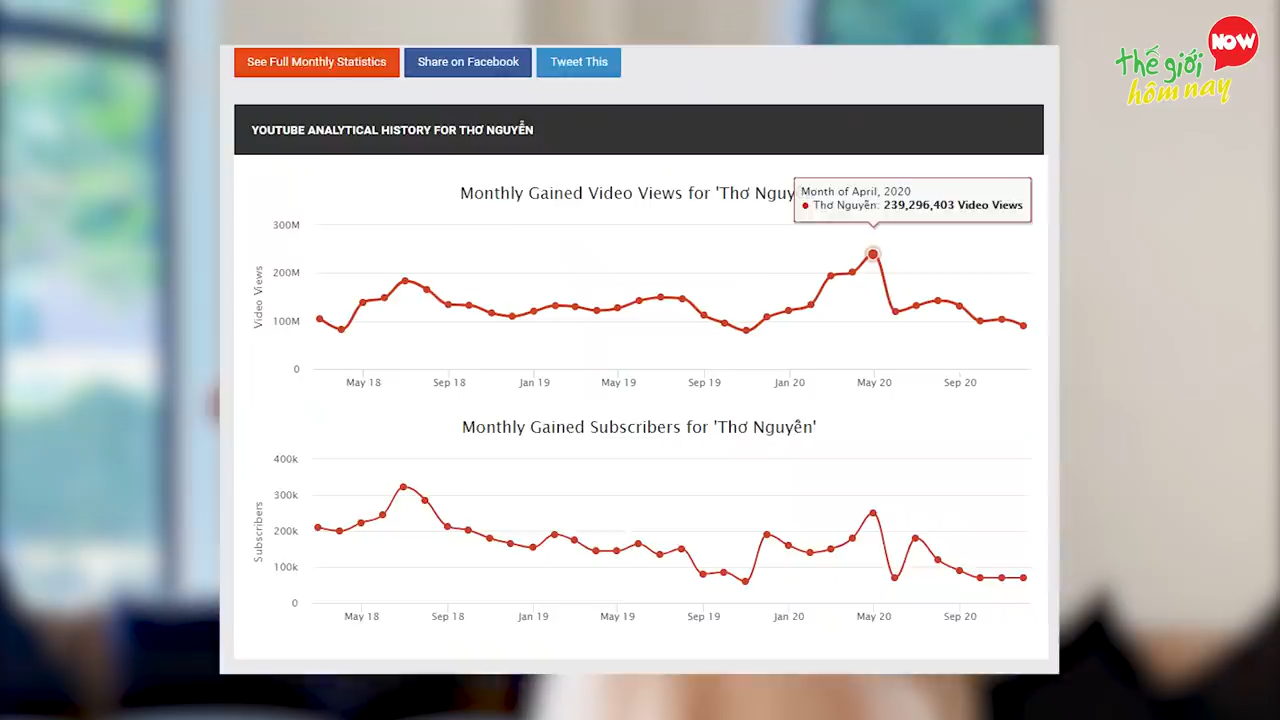 See Full Monthly Statistics
Share on Facebook
Tweet This
NOW
thế giới
hôm nay
YOUTUBE ANALYTICAL HISTORY FOR THƠ NGUYỄN
Monthly Gained Video Views for 'Thơ Nguy
Month of April, 2020
Thơ Nguyễn: 239,296,403 Video Views
300M
200M
100M
0
Video Views
May 18
Sep 18
Jan 19
May 19
Sep 19
Jan 20
May 20
Sep 20
Monthly Gained Subscribers for 'Thơ Nguyễn'
400k
300k
200k
100k
0
Subscribers
May 18
Sep 18
Jan 19
May 19
Sep 19
Jan 20
May 20
Sep 20